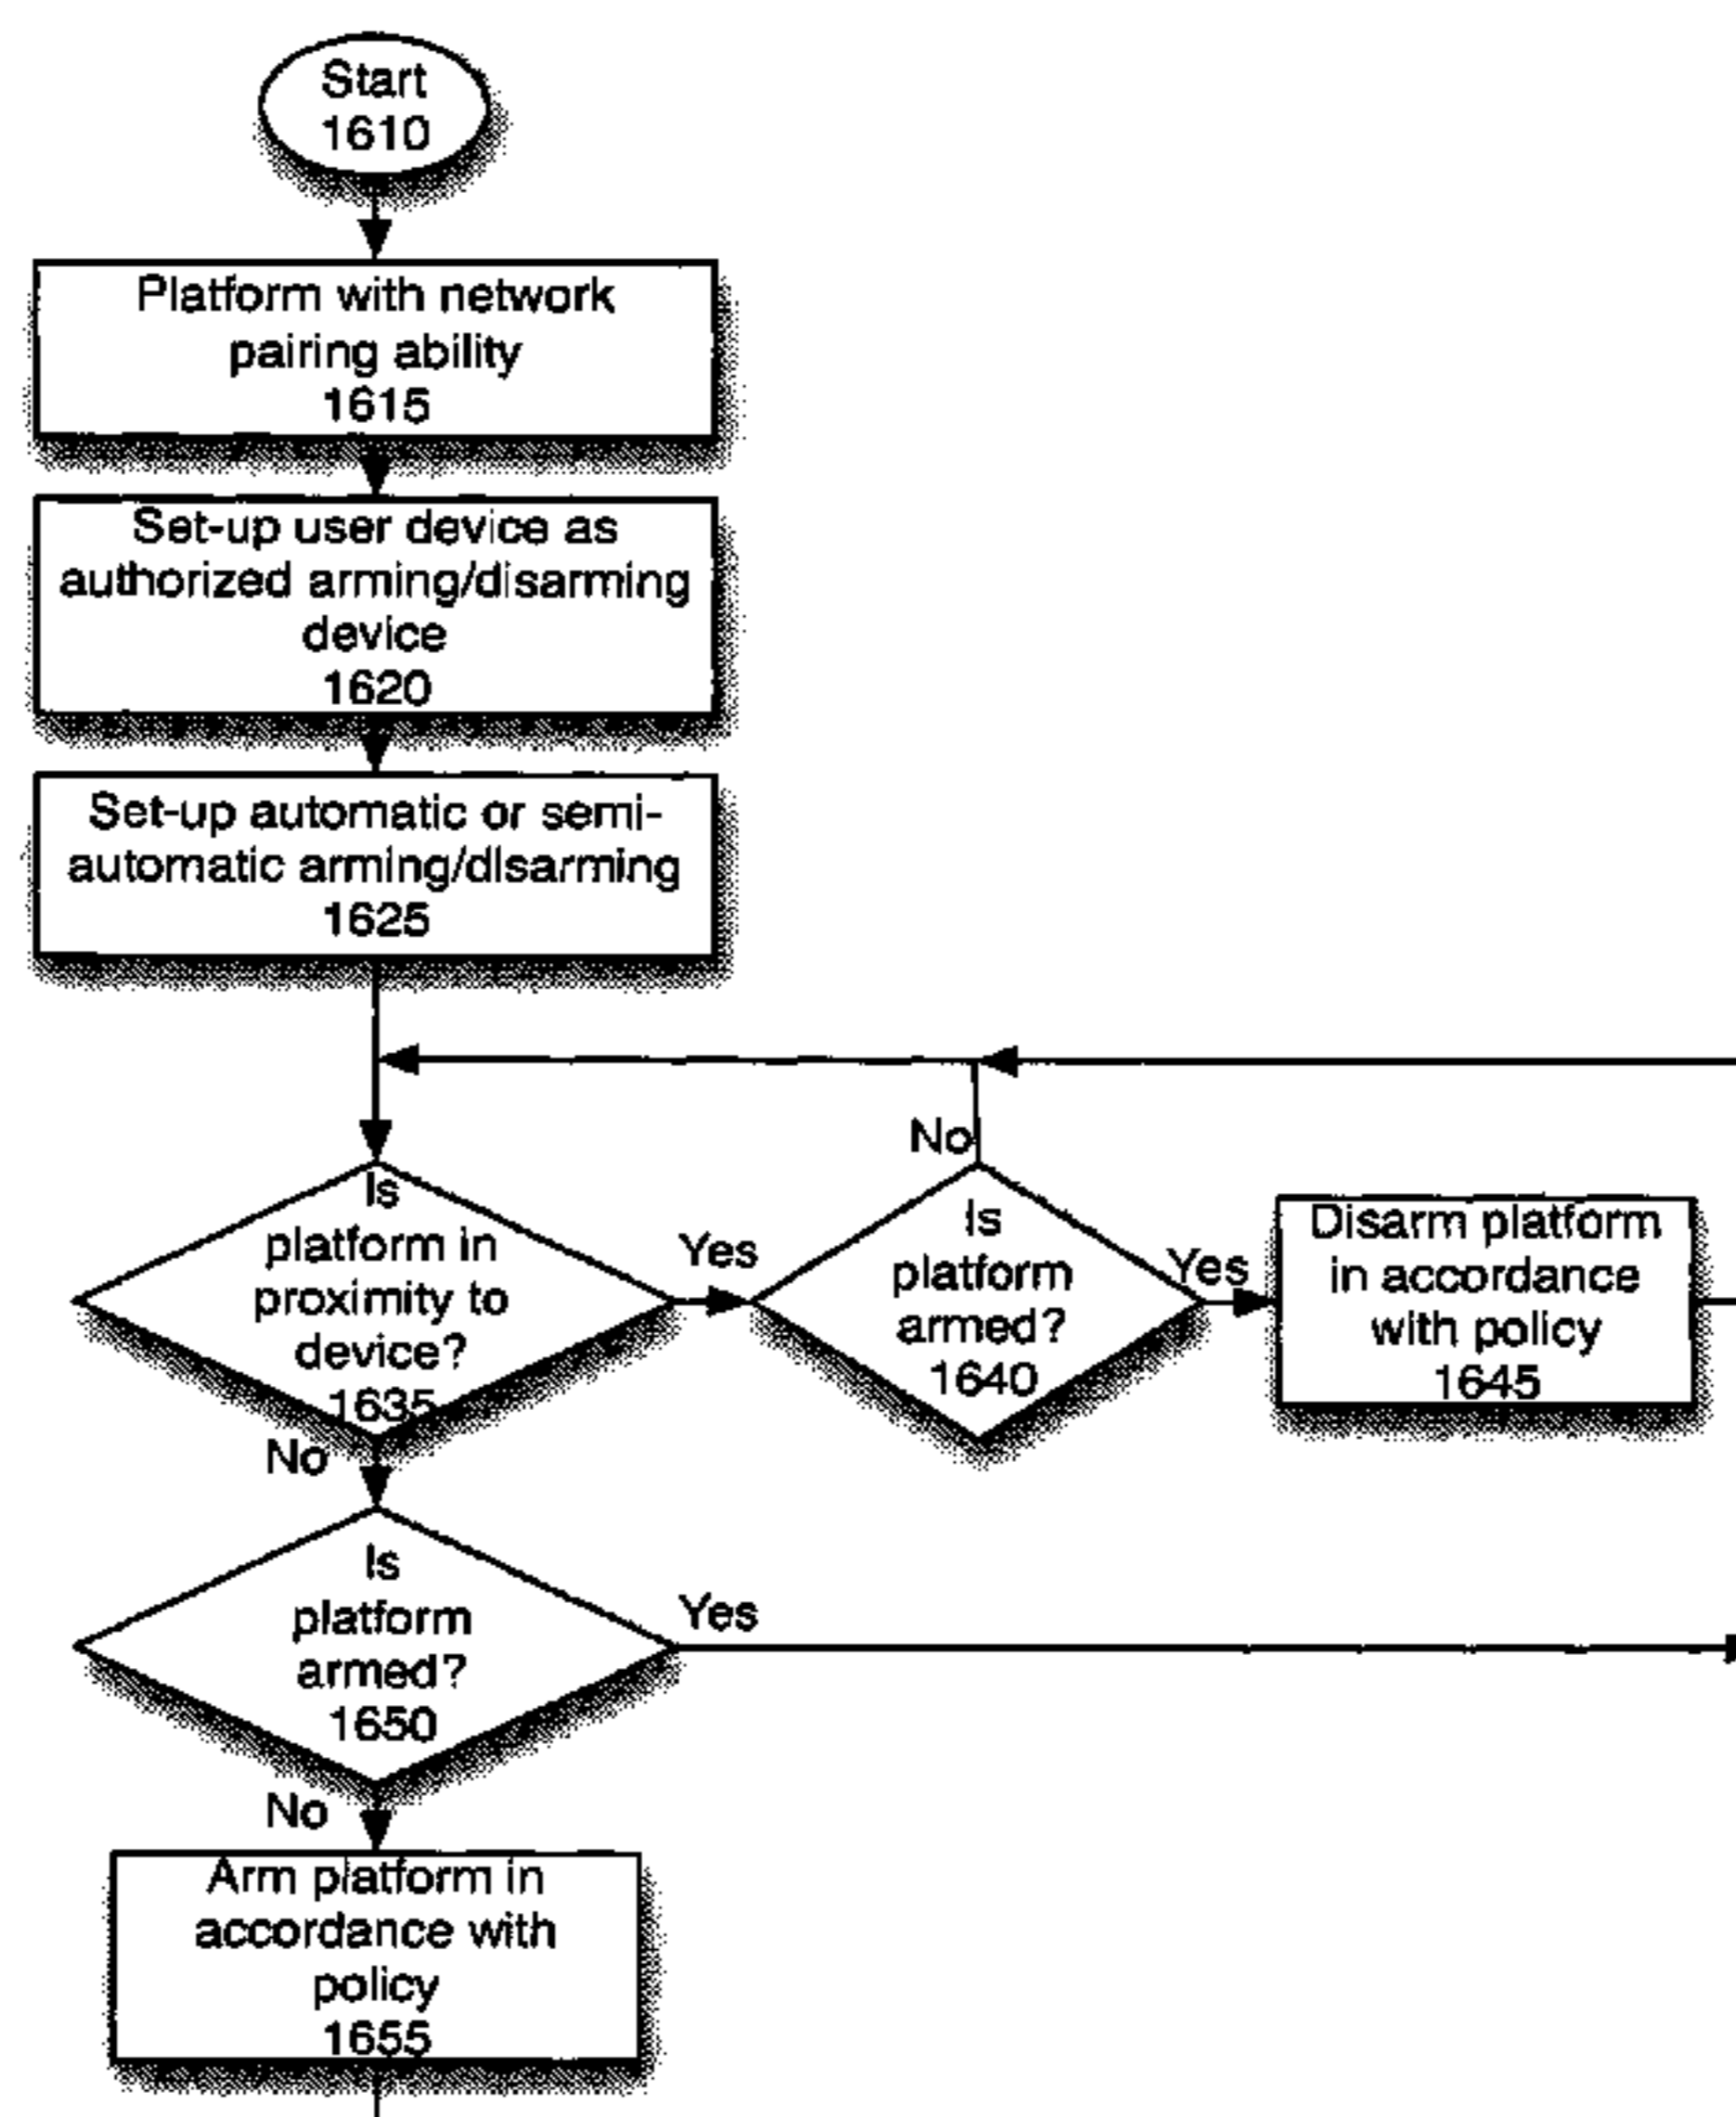 Start
1610
Platform with network
pairing ability
1615
Set-up user device as
authorized arming/disarming
device
1620
Set-up automatic or semi-
automatic arming/disarming
1625
Is
platform in
proximity to
device?
1635
Yes
No
Is
platform
armed?
1640
No
Yes
Disarm platform
in accordance
with policy
1645
Is
platform
armed?
1650
Yes
No
Arm platform in
accordance with
policy
1655